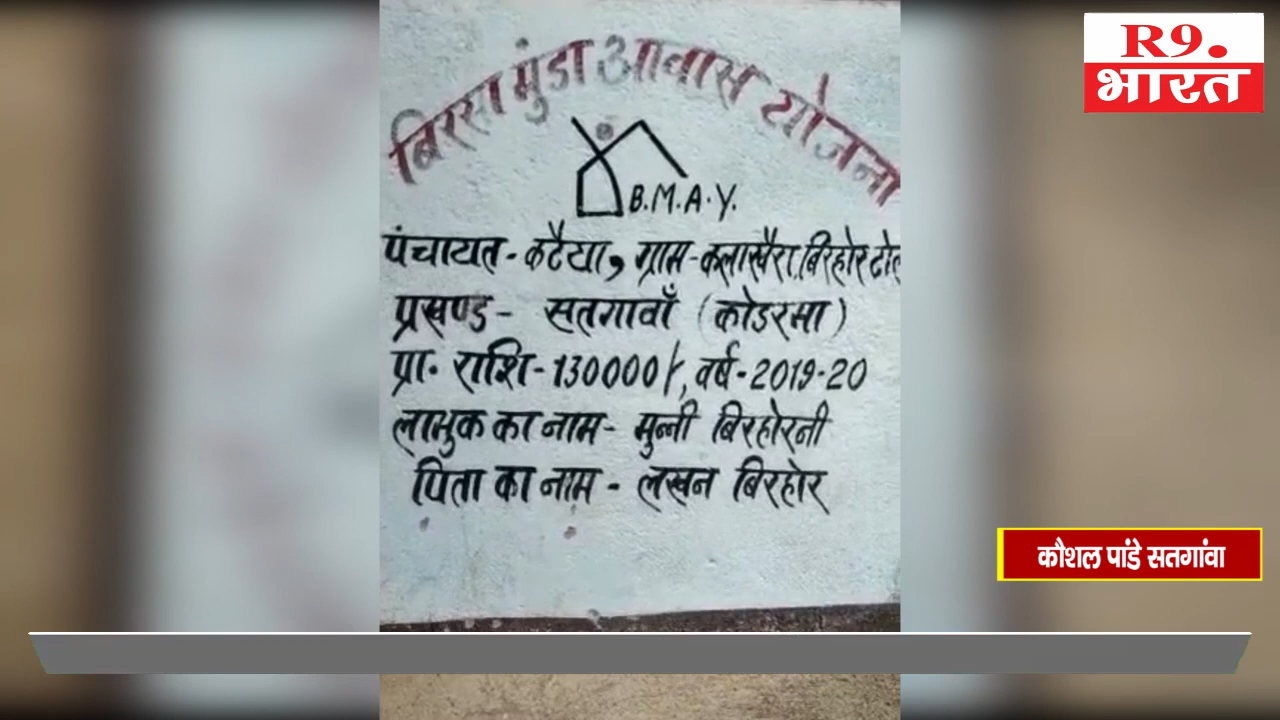 R9.
भारत
बिरसा मुंडा आवास योजना
B.M.A.Y.
पंचायत - कटैया, ग्राम - कलाखैरा, बिरहोर टोल
प्रखण्ड - सतगावाँ (कोडरमा)
प्रा. राशि - 130000/-, वर्ष - 2019-20
लाभुक का नाम - मुन्नी बिरहोरनी
पिता का नाम - लखन बिरहोर
कौशल पांडे सतगांवा